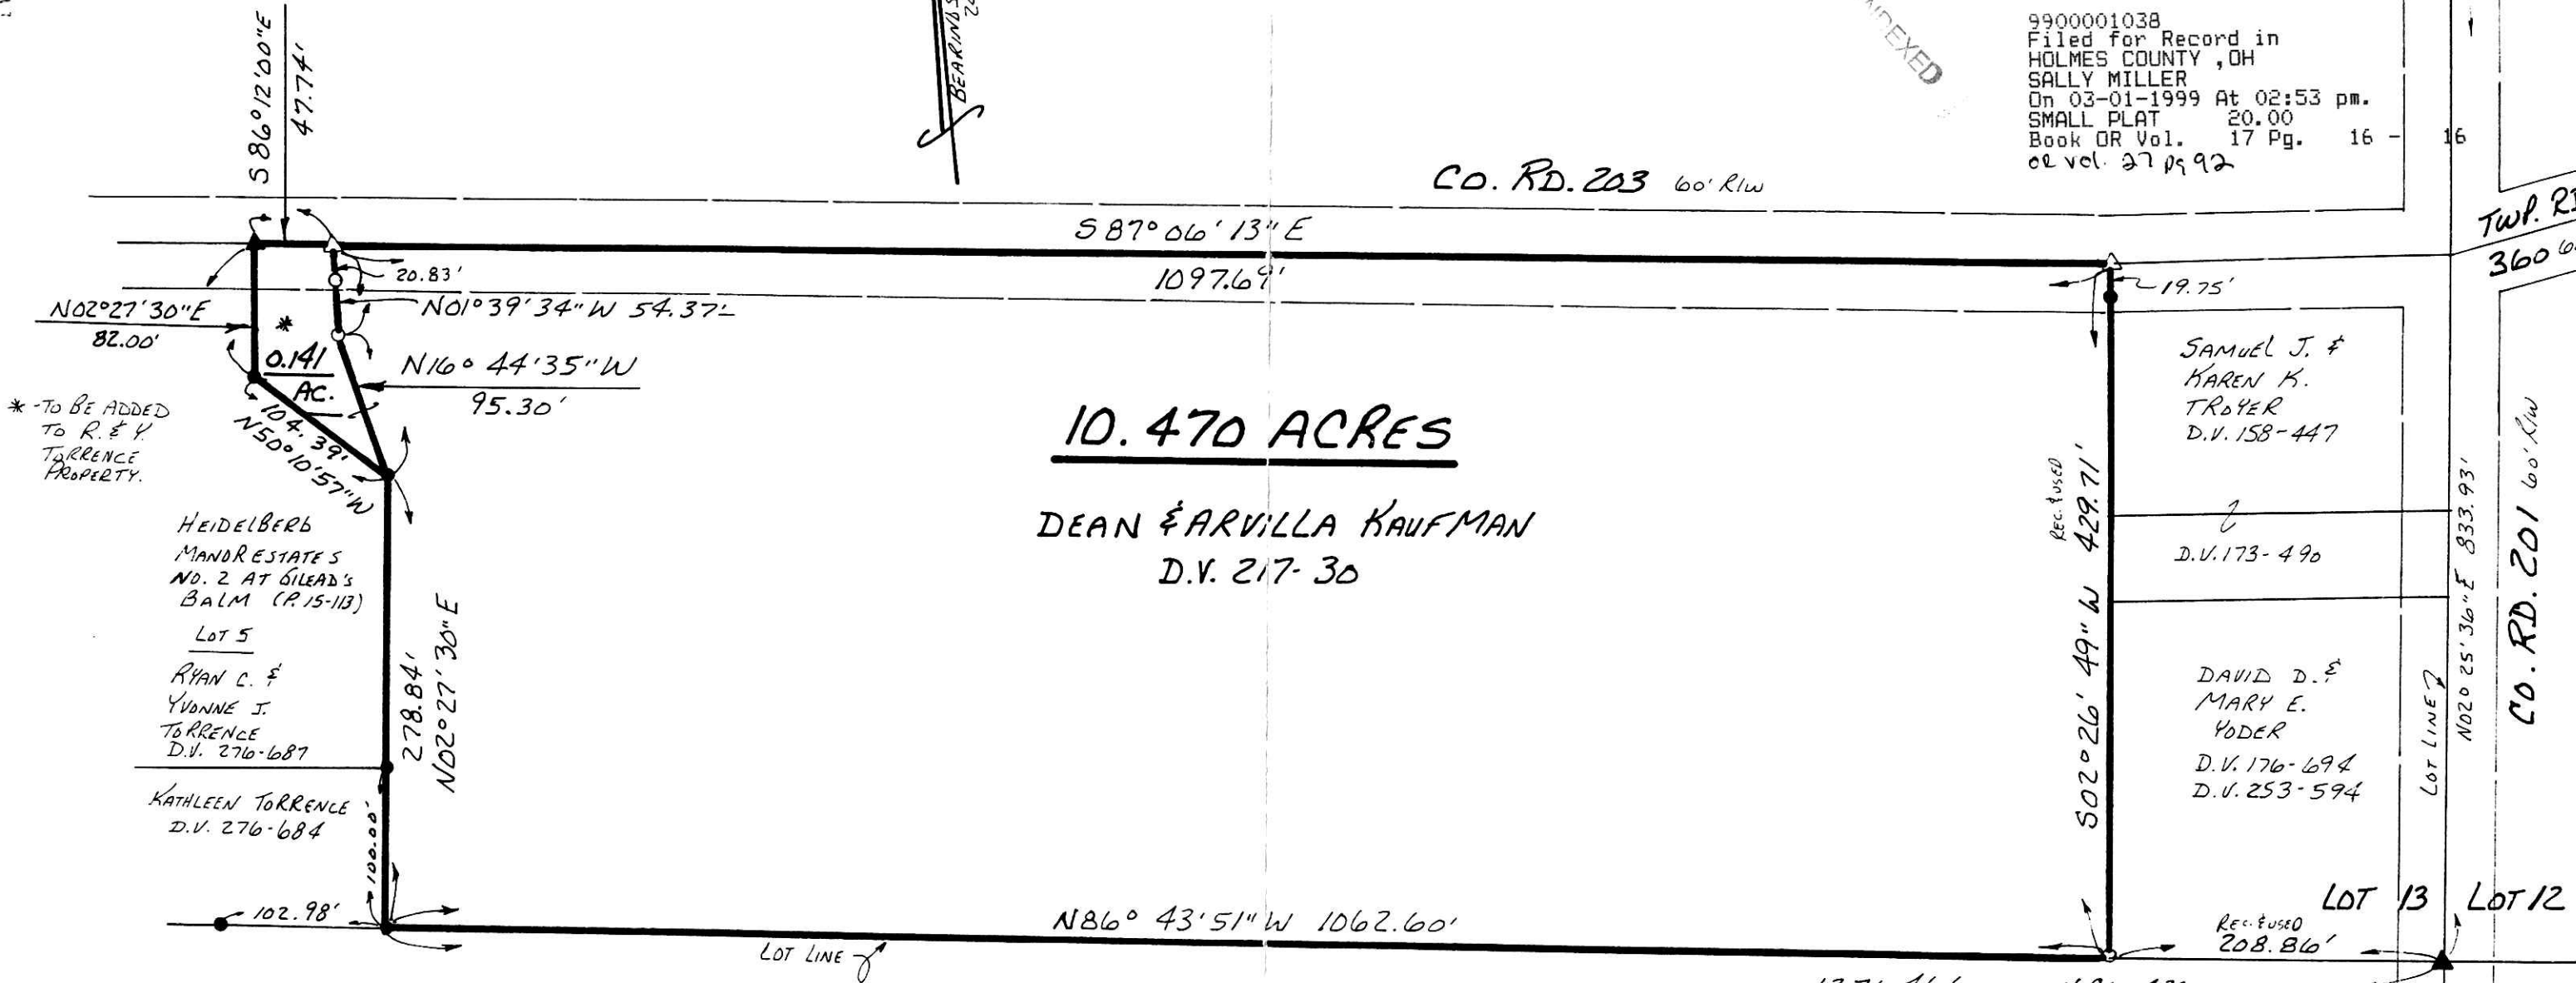 S 86° 12' 00" E
47.74'
BEARINGS
INDEXED
9900001038
Filed for Record in
HOLMES COUNTY ,OH
SALLY MILLER
On 03-01-1999 At 02:53 pm.
SMALL PLAT 20.00
Book OR Vol. 17 Pg. 16 - 16
OR vol. 27 pg 92
CO. RD. 203 60' R/W
TWP. RD
360
S 87° 06' 13" E
1097.69'
20.83'
19.75'
N02° 27' 30" E
82.00'
N01° 39' 34" W 54.37'
*
0.141
AC.
N16° 44' 35" W
95.30'
104.39'
N50° 10' 57" W
* - TO BE ADDED
TO R. & Y.
TORRENCE
PROPERTY.
10.470 ACRES
DEAN & ARVILLA KAUFMAN
D.V. 217-30
SAMUEL J. &
KAREN K.
TROYER
D.V. 158-447
REC. & USED
S02° 26' 49" W 429.71'
D.V. 173-490
N02° 25' 36" E 833.93'
CO. RD. 201 60' R/W
HEIDELBERG
MANOR ESTATES
NO. 2 AT GILEAD'S
BALM (P. 15-113)
LOT 5
RYAN C. &
YVONNE J.
TORRENCE
D.V. 276-687
278.84'
N02° 27' 30" E
KATHLEEN TORRENCE
D.V. 276-684
100.00'
DAVID D. &
MARY E.
YODER
D.V. 176-694
D.V. 253-594
LOT LINE
LOT 13 LOT 12
102.98'
N86° 43' 51" W 1062.60'
LOT LINE
REC. & USED
208.86'